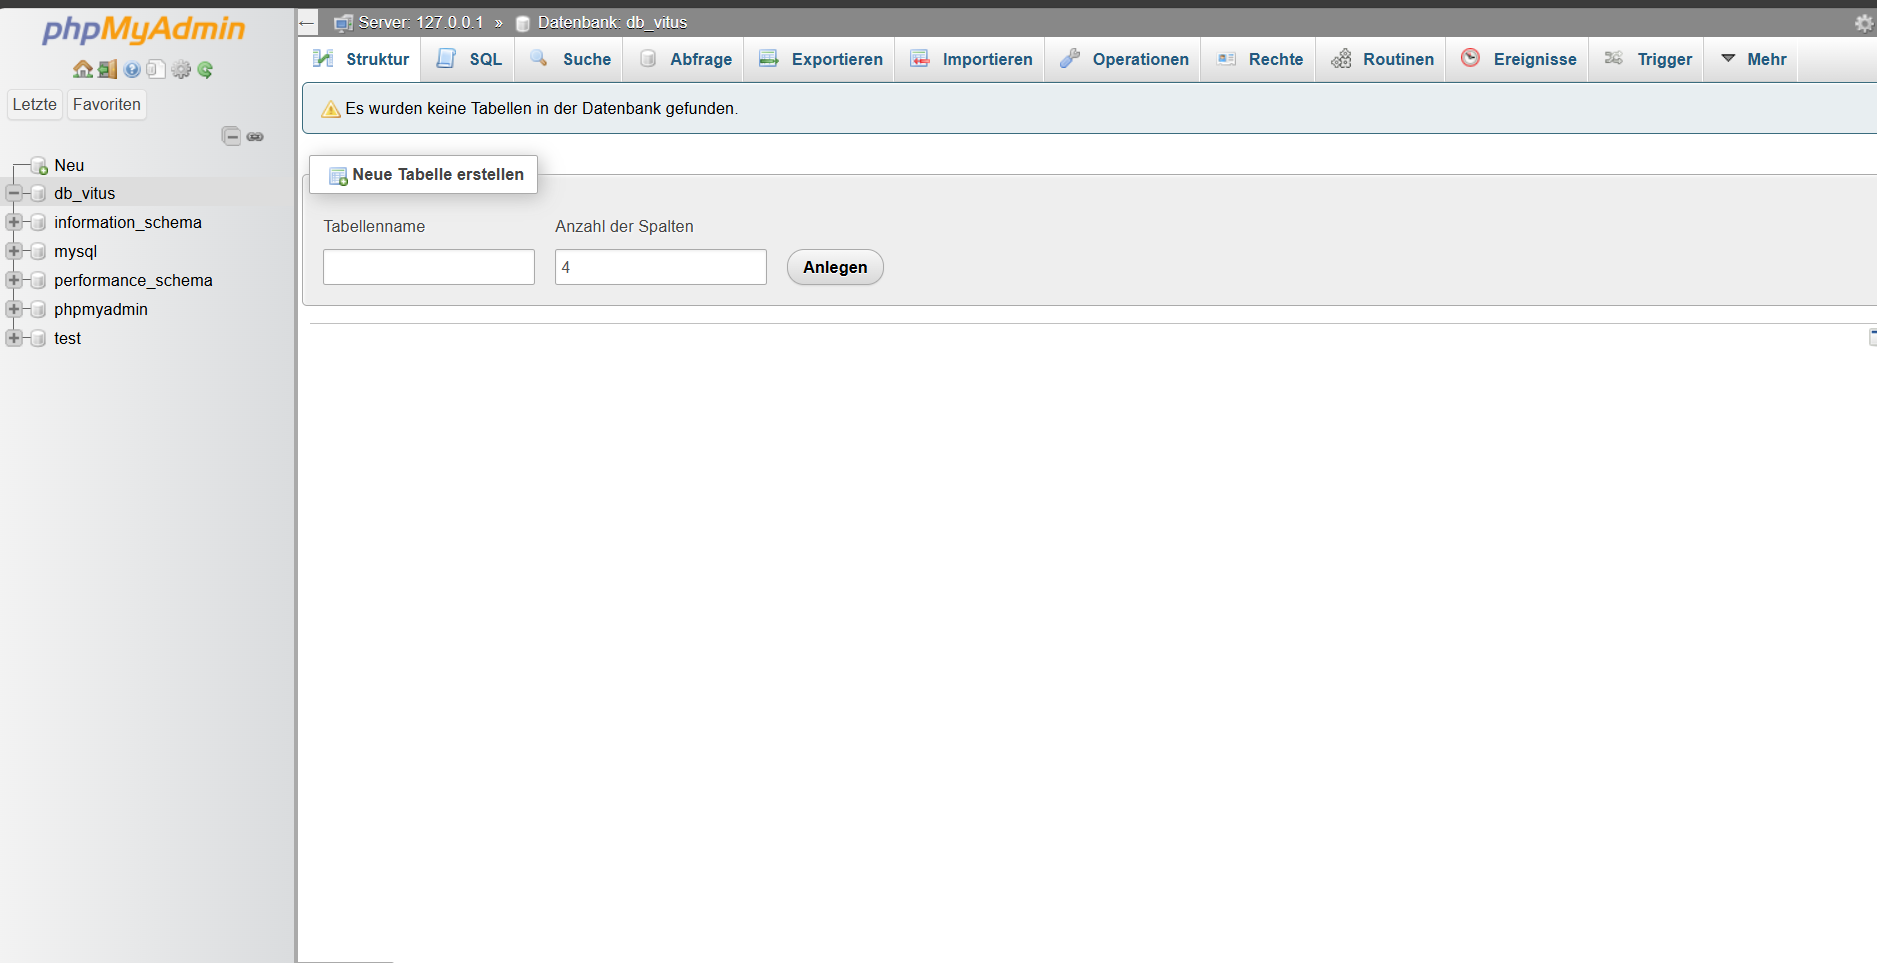 phpMyAdmin
Letzte Favoriten
Neu
db_vitus
information_schema
mysql
performance_schema
phpmyadmin
test
← Server: 127.0.0.1 » Datenbank: db_vitus
Struktur SQL Suche Abfrage Exportieren Importieren Operationen Rechte Routinen Ereignisse Trigger Mehr
Es wurden keine Tabellen in der Datenbank gefunden.
Neue Tabelle erstellen
Tabellenname Anzahl der Spalten
4 Anlegen